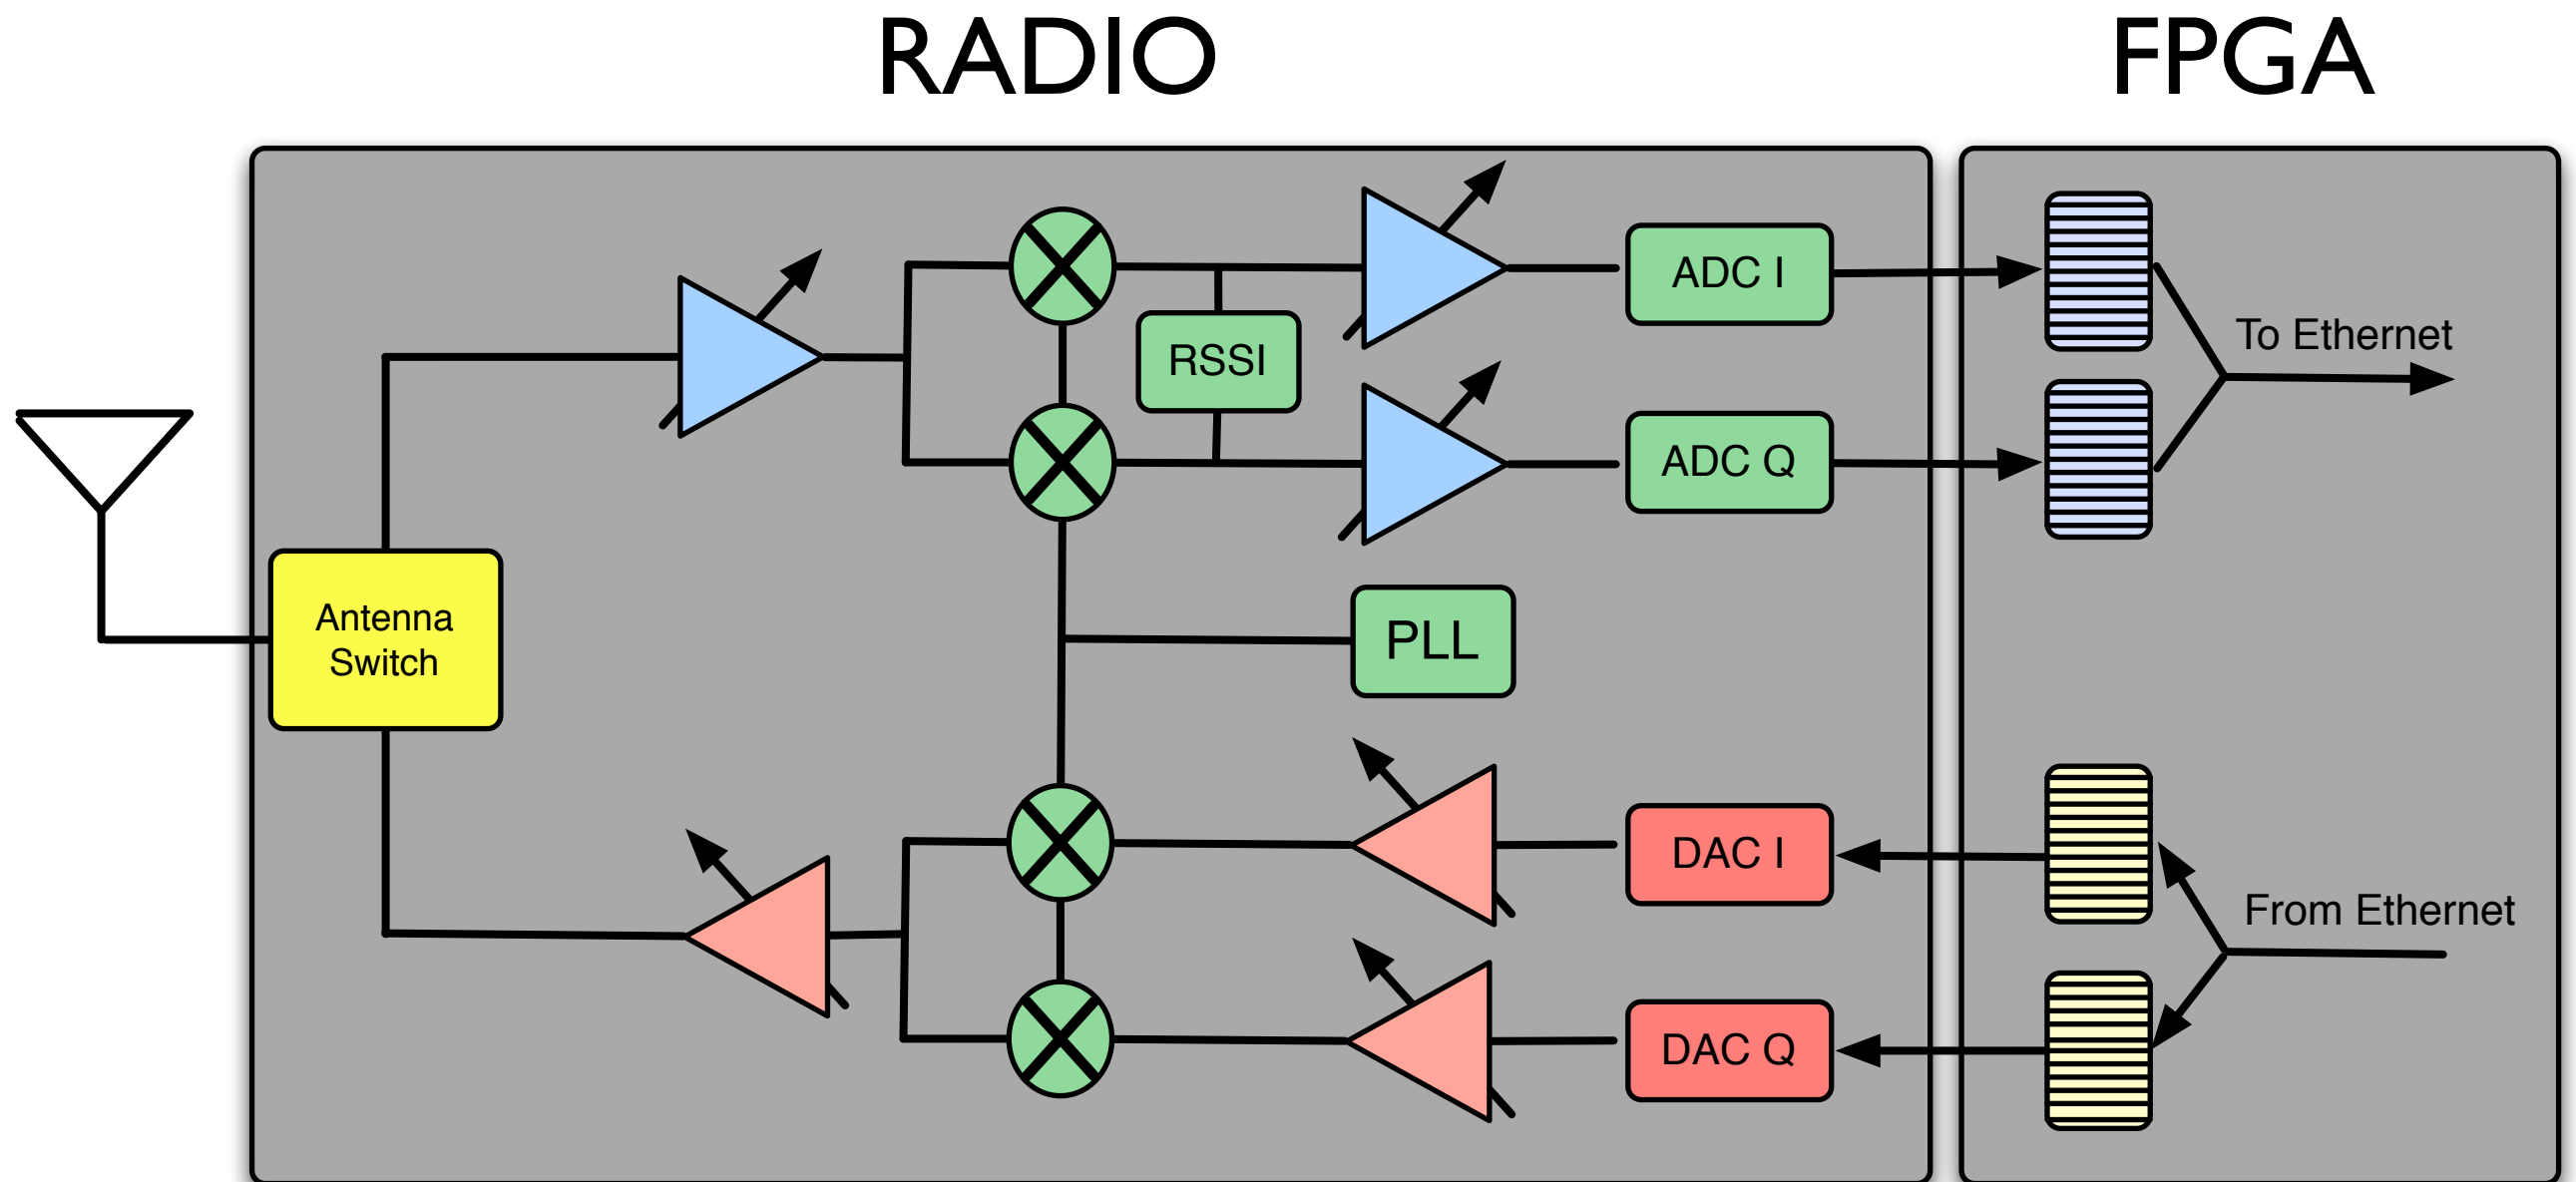 RADIO
FPGA
ADC I
To Ethernet
RSSI
ADC Q
Antenna
Switch
PLL
DAC I
From Ethernet
DAC Q